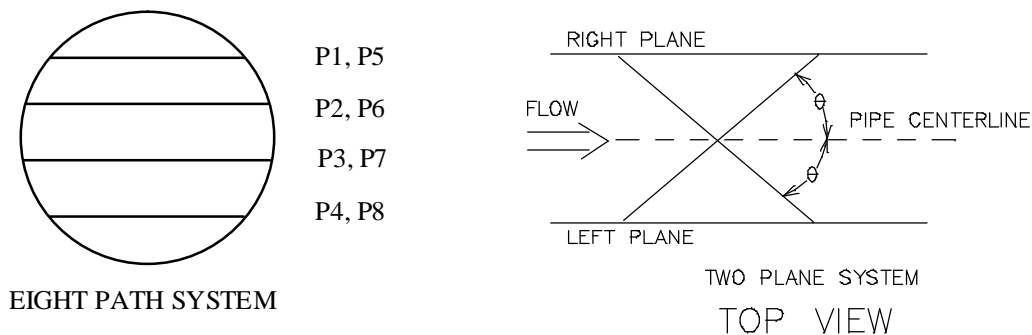 P1, P5
P2, P6
P3, P7
P4, P8
EIGHT PATH SYSTEM
RIGHT PLANE
FLOW
θ
PIPE CENTERLINE
θ
LEFT PLANE
TWO PLANE SYSTEM
TOP VIEW